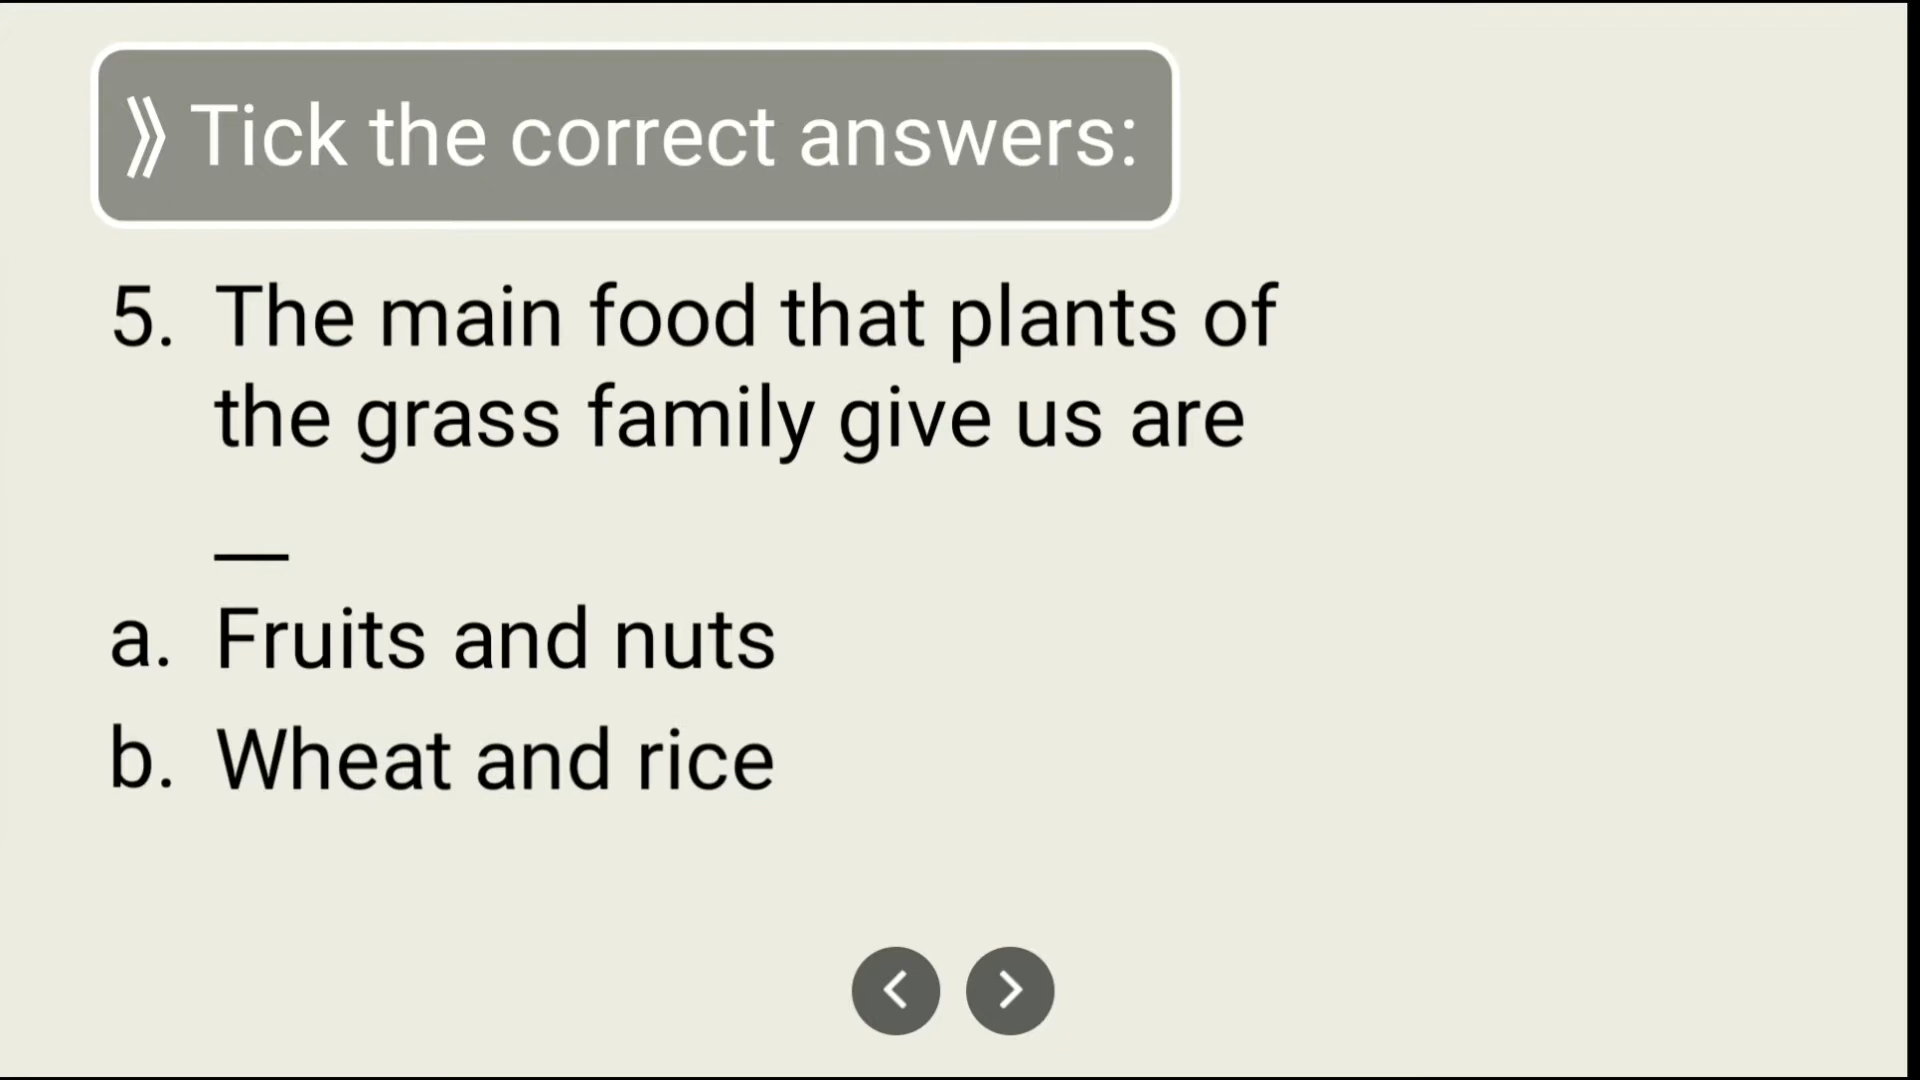 ⟫ Tick the correct answers:
5. The main food that plants of
the grass family give us are
__
a. Fruits and nuts
b. Wheat and rice